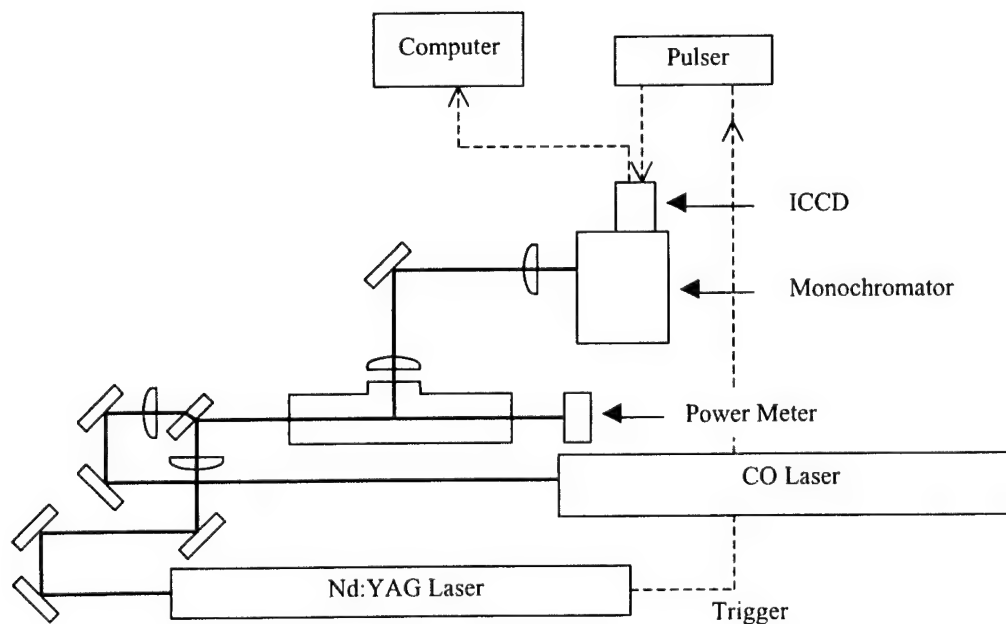 Computer
Pulser
ICCD
Monochromator
Power Meter
CO Laser
Nd:YAG Laser
Trigger